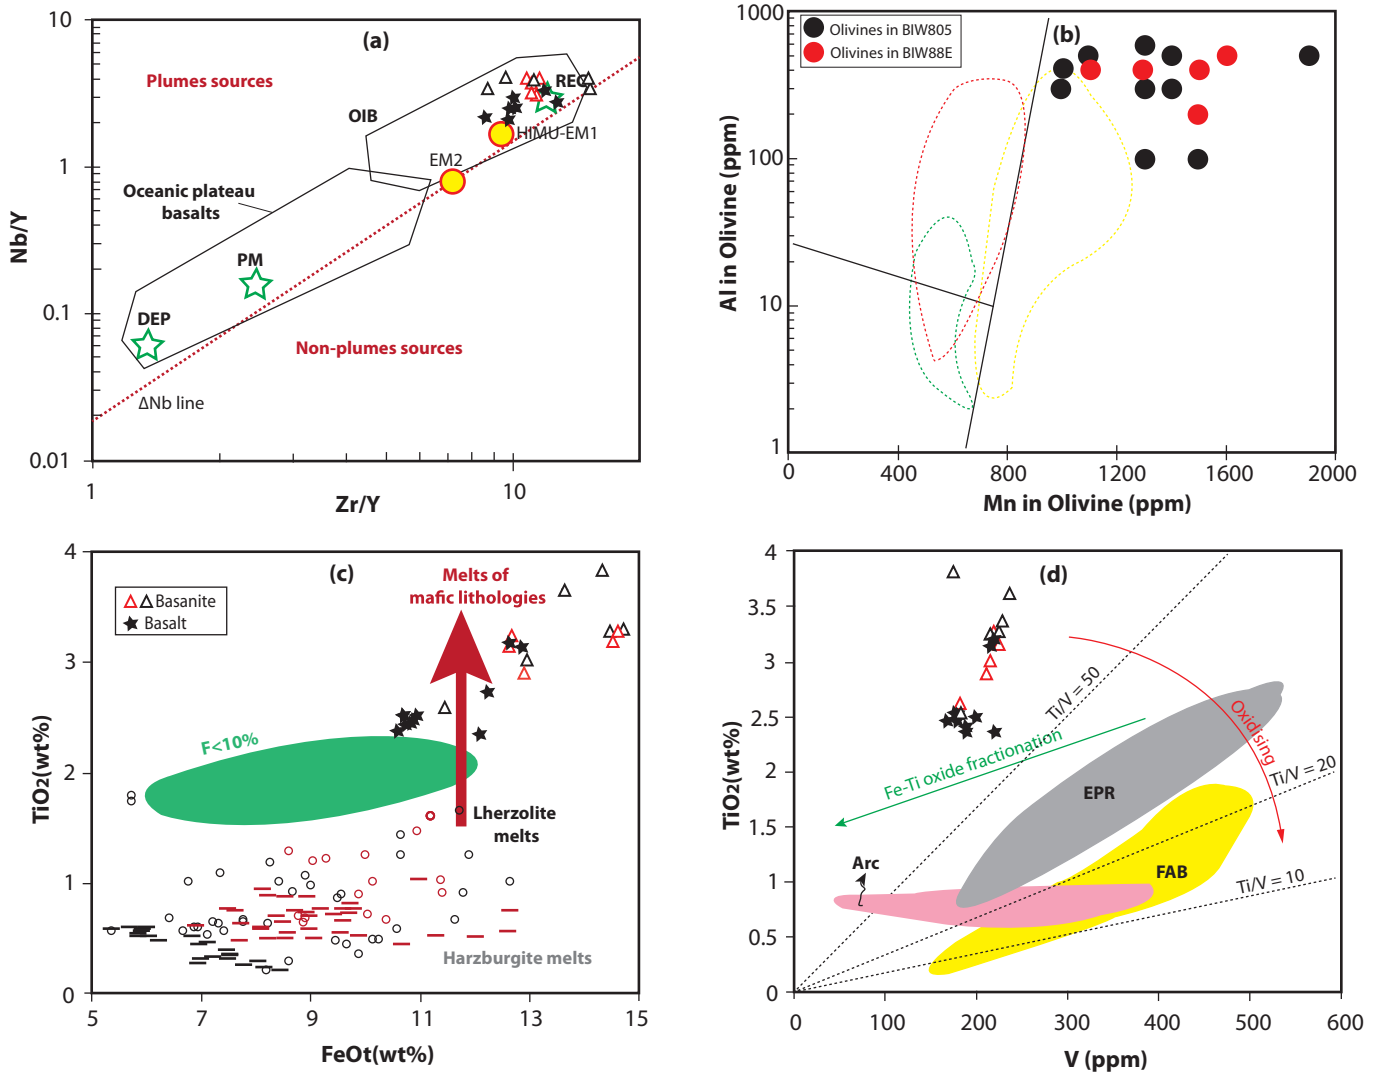 (a)
Plumes sources
OIB
REC
HIMU-EM1
EM2
Oceanic plateau
basalts
PM
DEP
Non-plumes sources
ΔNb line
10
1
0.1
0.01
1
10
Nb/Y
Zr/Y
(b)
Olivines in BIW805
Olivines in BIW88E
1000
100
10
1
0
400
800
1200
1600
2000
Al in Olivine (ppm)
Mn in Olivine (ppm)
(c)
Basanite
Basalt
Melts of
mafic lithologies
F<10%
Lherzolite
melts
Harzburgite melts
4
3
2
1
0
5
7
9
11
13
15
TiO2(wt%)
FeOt(wt%)
(d)
Ti/V = 50
Oxidising
Fe-Ti oxide fractionation
Ti/V = 20
EPR
FAB
Arc
Ti/V = 10
4
3.5
3
2.5
2
1.5
1
0.5
0
0
100
200
300
400
500
600
TiO2(wt%)
V (ppm)